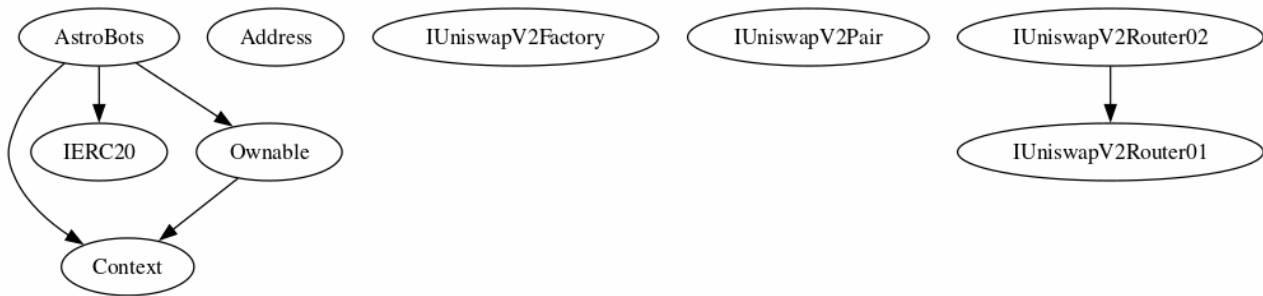 AstroBots
Address
IUniswapV2Factory
IUniswapV2Pair
IUniswapV2Router02
IERC20
Ownable
IUniswapV2Router01
Context